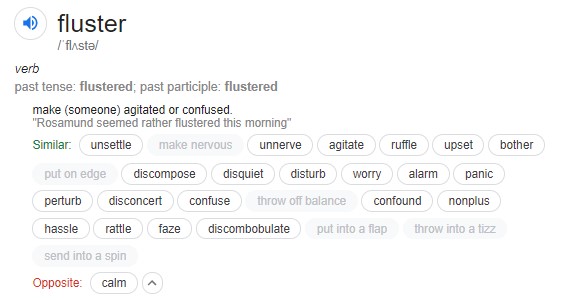 fluster
/ˈflʌstə/
verb
past tense: flustered; past participle: flustered
make (someone) agitated or confused.
"Rosamund seemed rather flustered this morning"
Similar: unsettle make nervous unnerve agitate ruffle upset bother
put on edge discompose disquiet disturb worry alarm panic
perturb disconcert confuse throw off balance confound nonplus
hassle rattle faze discombobulate put into a flap throw into a tizz
send into a spin
Opposite: calm